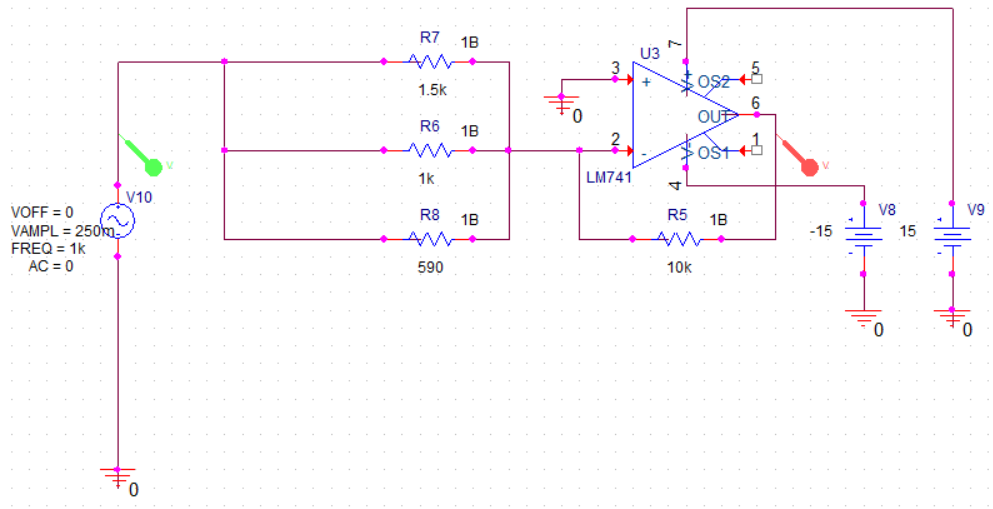 R7 1B
1.5k
R6 1B
1k
R8 1B
590
V10
VOFF = 0
VAMPL = 250m
FREQ = 1k
AC = 0
0
U3
7
3
+
V+
OS2
5
OUT
6
2
-
V-
OS1
1
4
LM741
0
R5 1B
10k
V8
-15
0
V9
15
0
V
V